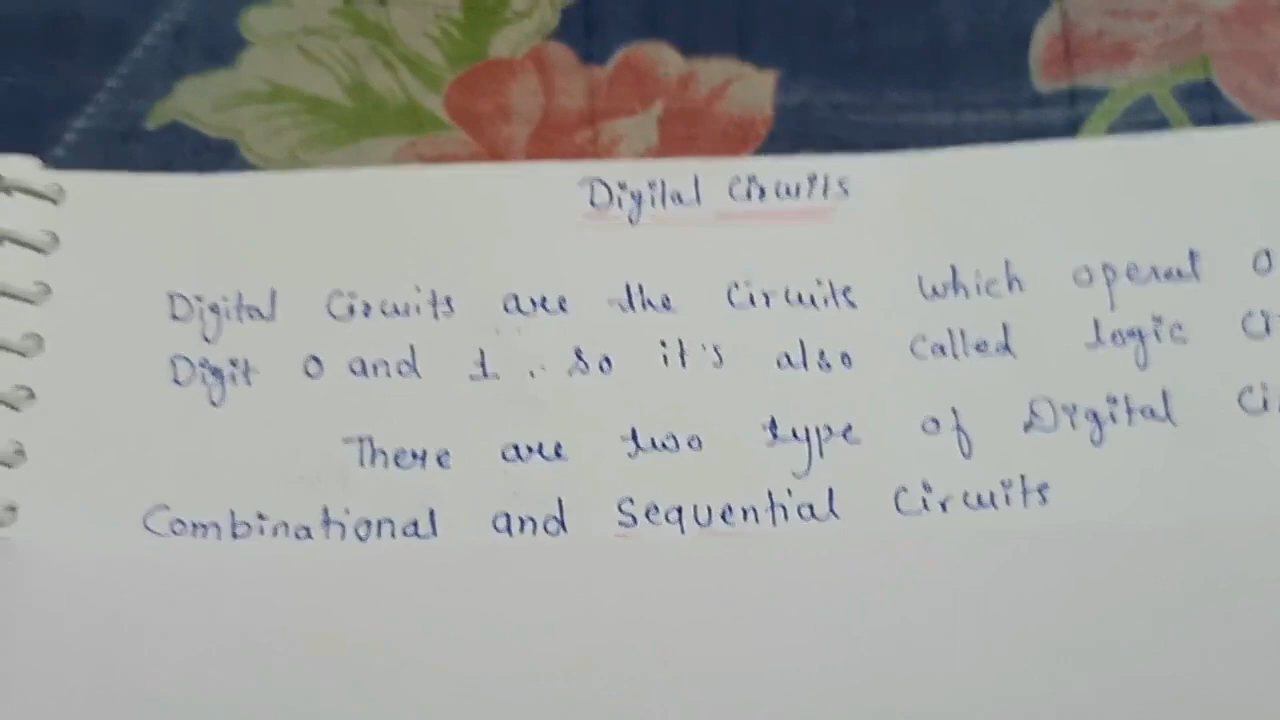 Digital Circuits
Digital Circuits are the Circuits which operat
Digit 0 and 1. So it's also called logic
There are two type of Digital
Combinational and Sequential Circuits